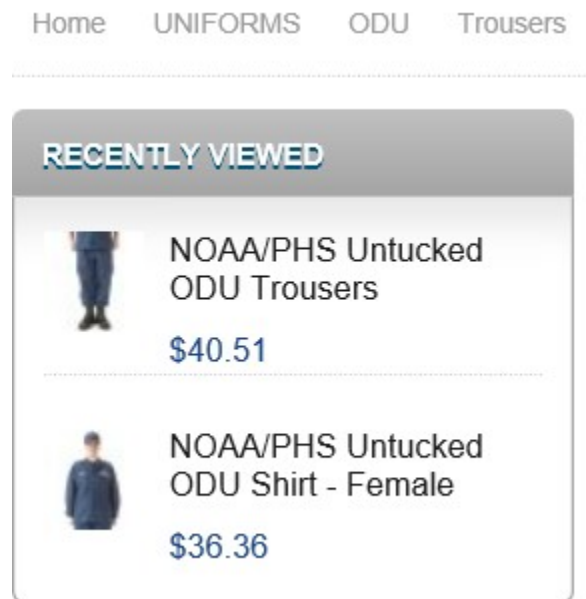 Home UNIFORMS ODU Trousers
RECENTLY VIEWED
NOAA/PHS Untucked
ODU Trousers
$40.51
NOAA/PHS Untucked
ODU Shirt - Female
$36.36